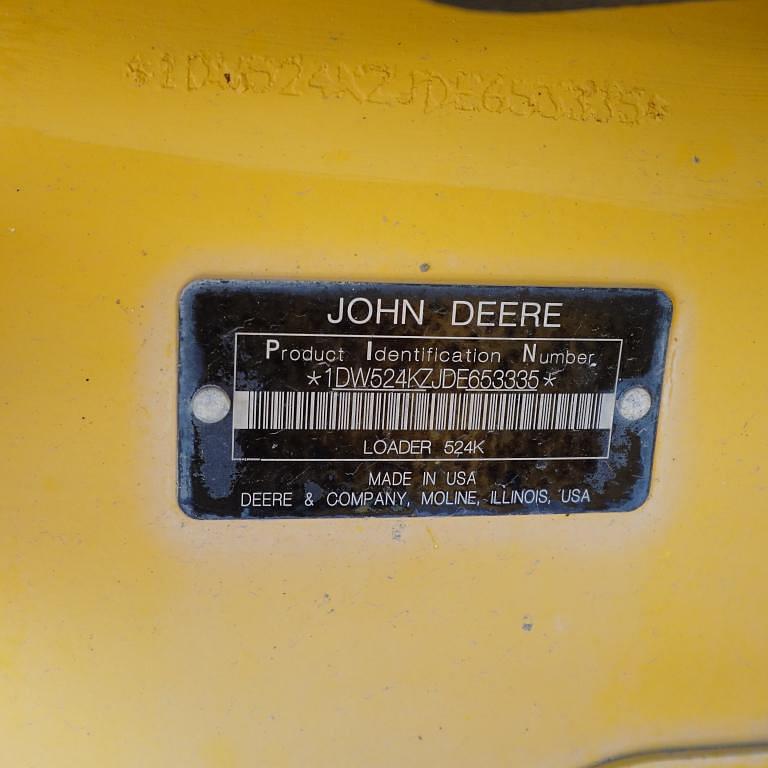 *1DW524KZJDE653335*
JOHN DEERE
Product Identification Number
*1DW524KZJDE653335*
LOADER 524K
MADE IN USA
DEERE & COMPANY, MOLINE, ILLINOIS, USA